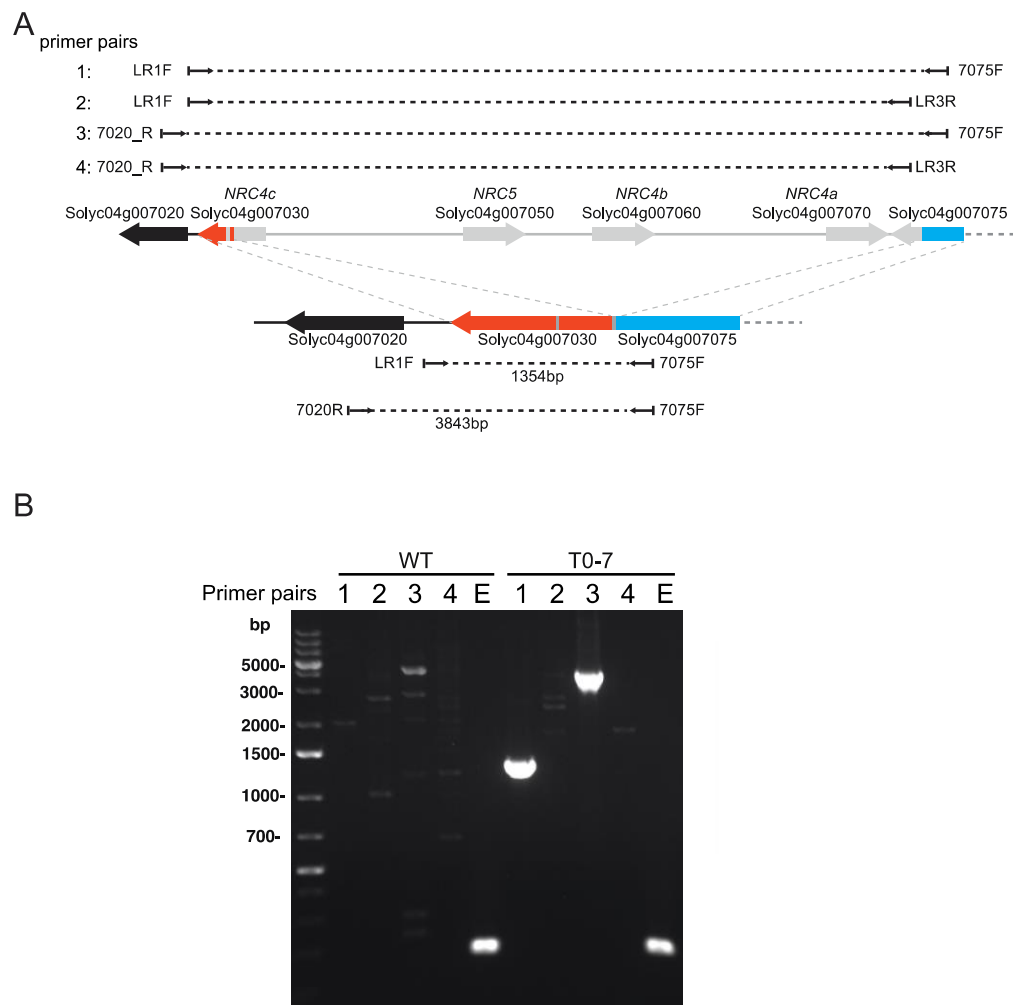 A
primer pairs
1: LR1F 7075F
2: LR1F LR3R
3: 7020_R 7075F
4: 7020_R LR3R
NRC4c NRC5 NRC4b NRC4a
Solyc04g007020 Solyc04g007030 Solyc04g007050 Solyc04g007060 Solyc04g007070 Solyc04g007075
Solyc04g007020 Solyc04g007030 Solyc04g007075
LR1F 7075F
1354bp
7020R 7075F
3843bp
B
WT T0-7
Primer pairs 1 2 3 4 E 1 2 3 4 E
bp
5000-
3000-
2000-
1500-
1000-
700-